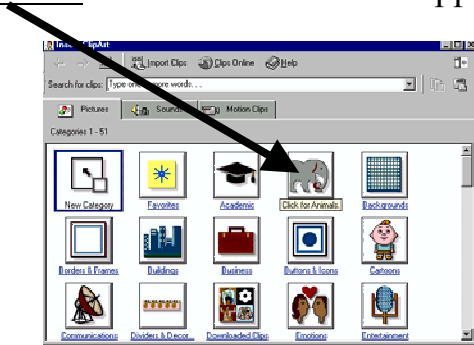 Insert ClipArt
Import Clips Clips Online Help
Search for clips: Type one or more words...
Pictures Sounds Motion Clips
Categories 1 - 51
New Category Favorites Academic Click for Animals Backgrounds
Borders & Frames Buildings Business Buttons & Icons Cartoons
Communications Dividers & Decor... Downloaded Clips Emotions Entertainment